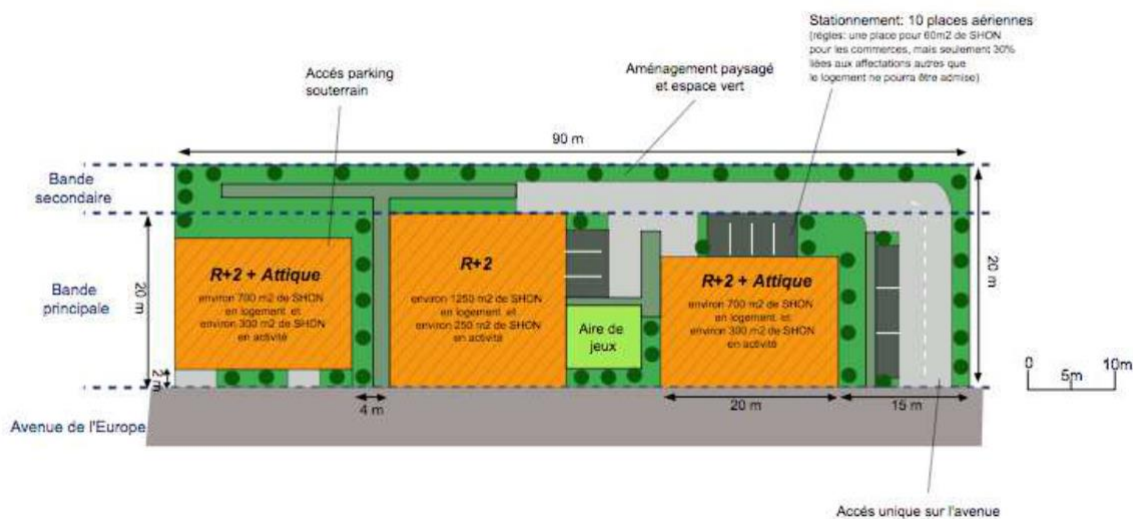 Stationnement: 10 places aériennes
(règles: une place pour 60m2 de SHON
pour les commerces, mais seulement 30%
liées aux affectations autres que
le logement ne pourra être admise)
Accés parking
souterrain
Aménagement paysagé
et espace vert
90 m
Bande
secondaire
Bande
principale
20 m
20 m
R+2 + Attique
environ 700 m2 de SHON
en logement et
environ 300 m2 de SHON
en activité
R+2
environ 1250 m2 de SHON
en logement et
environ 250 m2 de SHON
en activité
Aire de
jeux
R+2 + Attique
environ 700 m2 de SHON
en logement et
environ 300 m2 de SHON
en activité
2 m
4 m
20 m
15 m
0
5m
10m
Avenue de l'Europe
Accés unique sur l'avenue